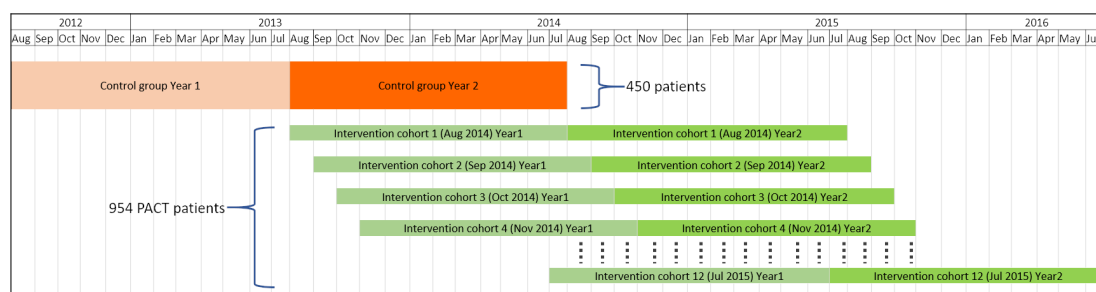 2012 2013 2014 2015 2016
Aug Sep Oct Nov Dec Jan Feb Mar Apr May Jun Jul Aug Sep Oct Nov Dec Jan Feb Mar Apr May Jun Jul Aug Sep Oct Nov Dec Jan Feb Mar Apr May Jun Jul Aug Sep Oct Nov Dec Jan Feb Mar Apr May Ju
Control group Year 1 Control group Year 2 450 patients
Intervention cohort 1 (Aug 2014) Year1 Intervention cohort 1 (Aug 2014) Year2
Intervention cohort 2 (Sep 2014) Year1 Intervention cohort 2 (Sep 2014) Year2
Intervention cohort 3 (Oct 2014) Year1 Intervention cohort 3 (Oct 2014) Year2
954 PACT patients
Intervention cohort 4 (Nov 2014) Year1 Intervention cohort 4 (Nov 2014) Year2
Intervention cohort 12 (Jul 2015) Year1 Intervention cohort 12 (Jul 2015) Year2